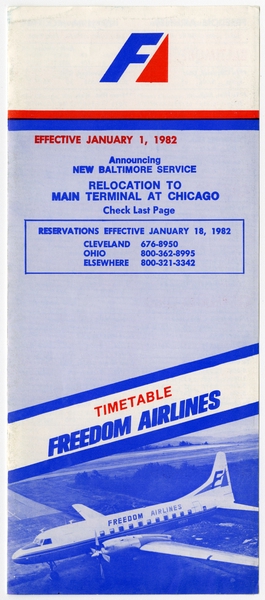 F
EFFECTIVE JANUARY 1, 1982
Announcing
NEW BALTIMORE SERVICE
RELOCATION TO
MAIN TERMINAL AT CHICAGO
Check Last Page
RESERVATIONS EFFECTIVE JANUARY 18, 1982
CLEVELAND 676-8950
OHIO 800-362-8995
ELSEWHERE 800-321-3342
TIMETABLE
FREEDOM AIRLINES
F
FREEDOM AIRLINES